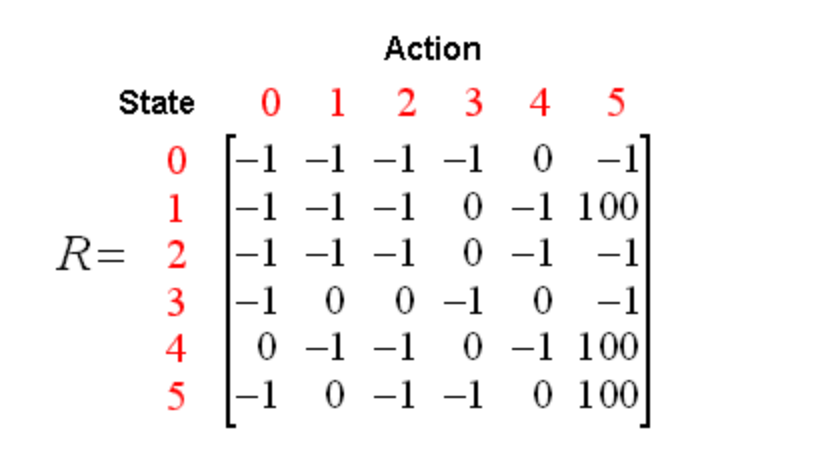 Action
State 0 1 2 3 4 5
0 −1 −1 −1 −1 0 −1
1 −1 −1 −1 0 −1 100
R= 2 −1 −1 −1 0 −1 −1
3 −1 0 0 −1 0 −1
4 0 −1 −1 0 −1 100
5 −1 0 −1 −1 0 100